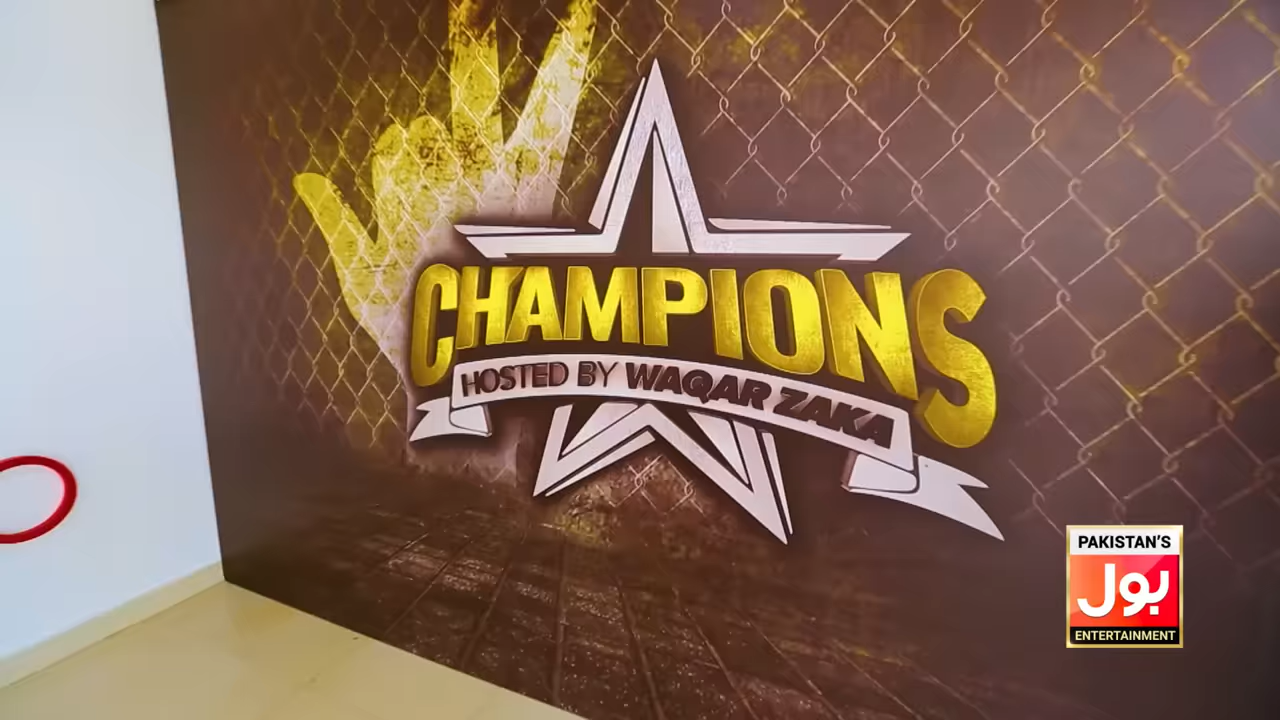 CHAMPIONS
HOSTED BY WAQAR ZAKA
PAKISTAN'S
بول
ENTERTAINMENT